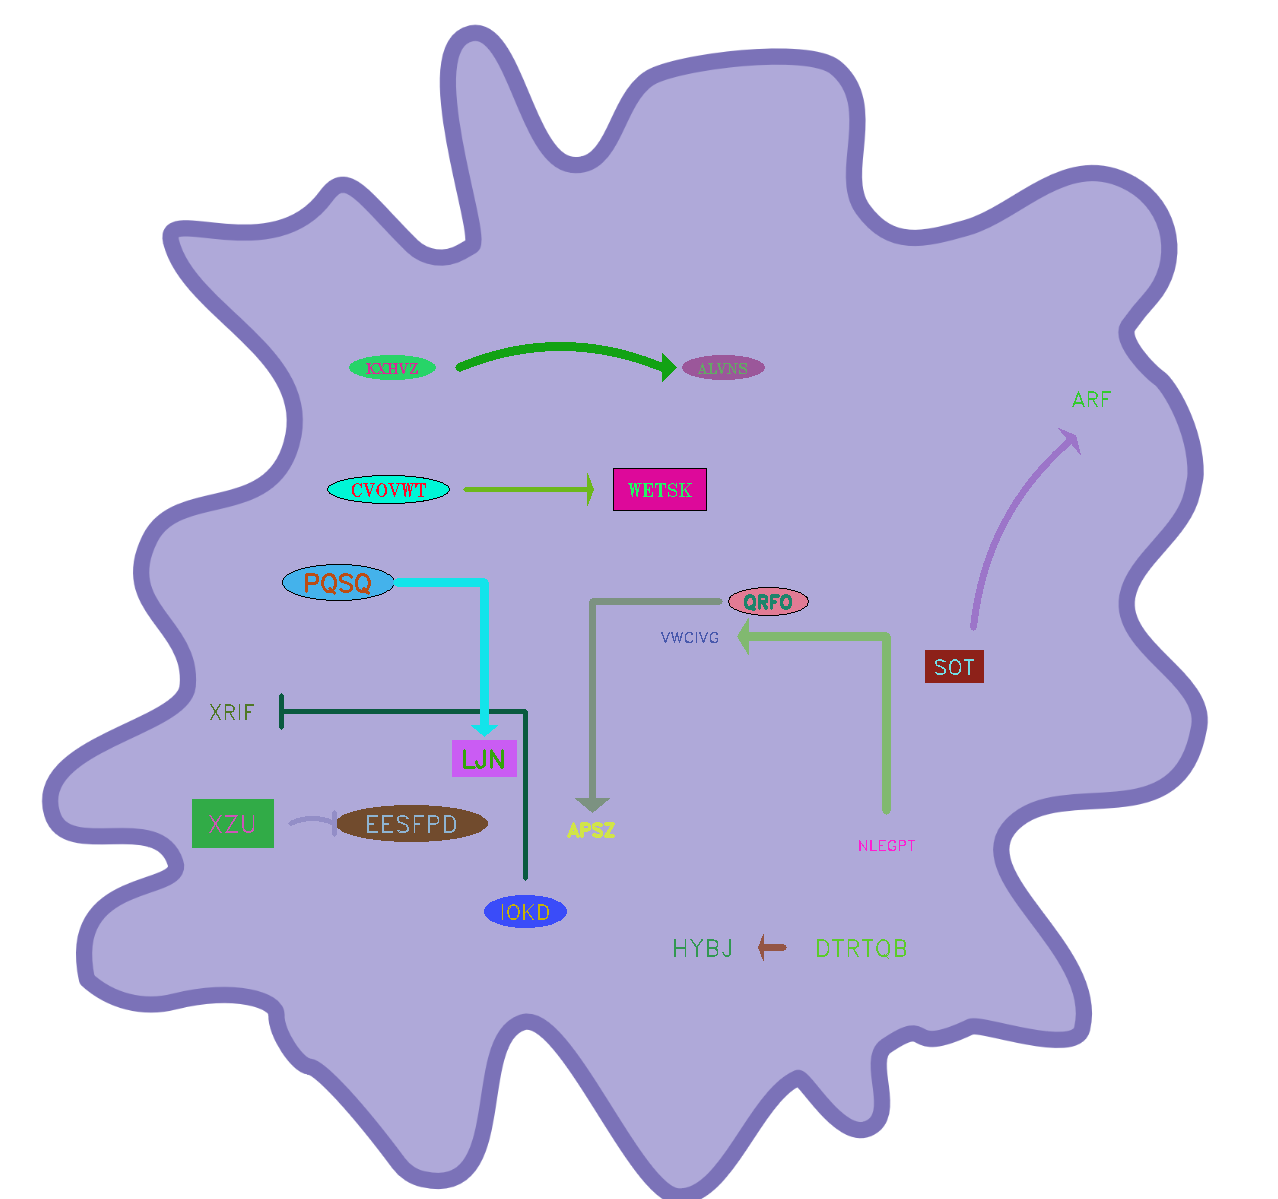 KXHVZ
ALVNS
ARF
CVOVWT
WETSK
PQSQ
QRFO
VWCIVG
SOT
XRIF
LJN
XZU
EESFPD
APSZ
NLEGPT
IOKD
HYBJ
DTRTQB